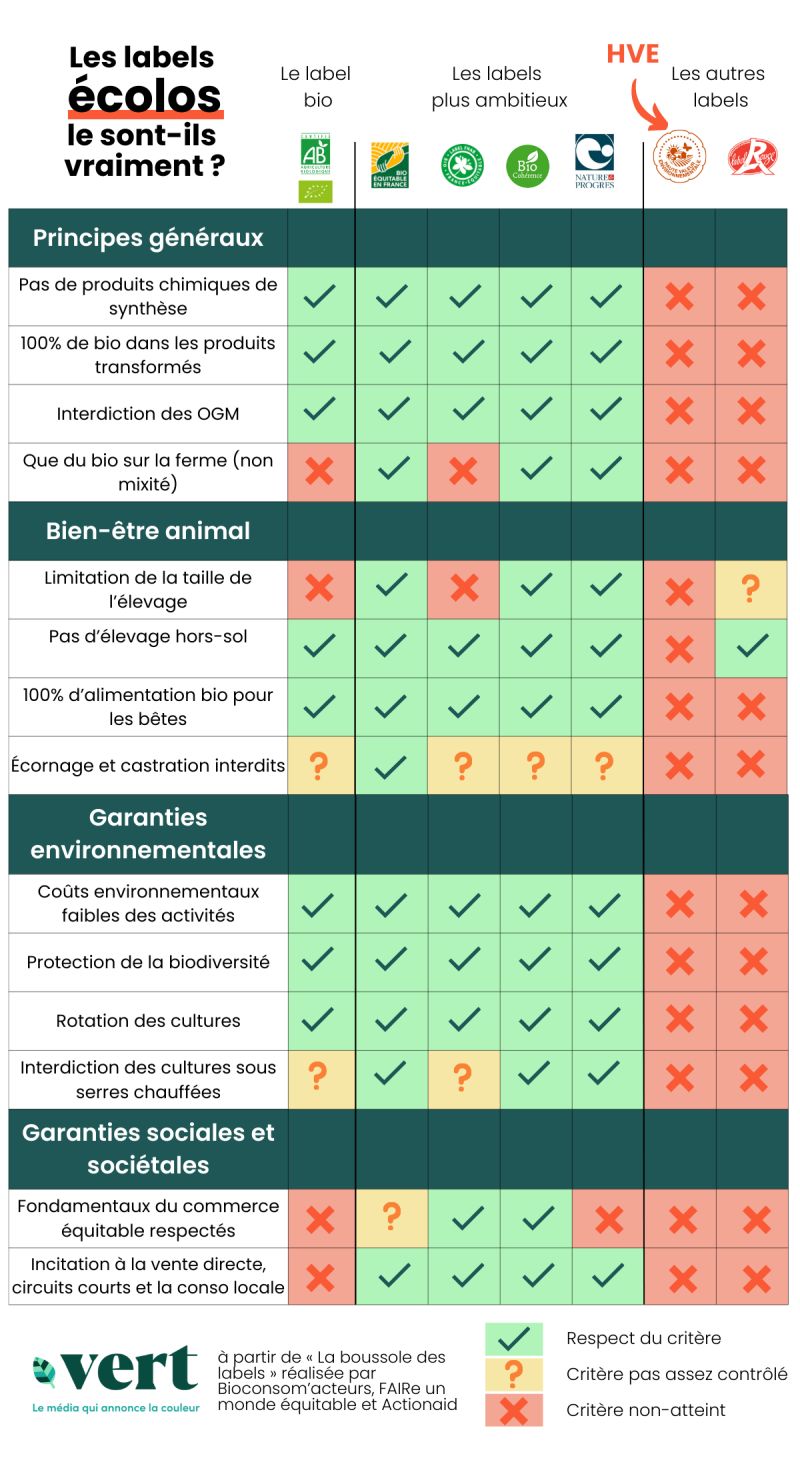 Les labels
écolos
le sont-ils
vraiment ?
Le label
bio
Les labels
plus ambitieux
HVE
Les autres
labels
CERTIFIÉ
AB
AGRICULTURE
BIOLOGIQUE
BIO
ÉQUITABLE
EN FRANCE
Bio
Cohérence
NATURE &
PROGRES
Label Rouge
Principes généraux
Pas de produits chimiques de
synthèse
100% de bio dans les produits
transformés
Interdiction des OGM
Que du bio sur la ferme (non
mixité)
Bien-être animal
Limitation de la taille de
l’élevage
?
Pas d’élevage hors-sol
100% d’alimentation bio pour
les bêtes
Écornage et castration interdits
? ? ? ?
Garanties
environnementales
Coûts environnementaux
faibles des activités
Protection de la biodiversité
Rotation des cultures
Interdiction des cultures sous
serres chauffées
? ?
Garanties sociales et
sociétales
Fondamentaux du commerce
équitable respectés
?
Incitation à la vente directe,
circuits courts et la conso locale
vert
Le média qui annonce la couleur
à partir de « La boussole des
labels » réalisée par
Bioconsom’acteurs, FAIRe un
monde équitable et Actionaid
Respect du critère
? Critère pas assez contrôlé
Critère non-atteint